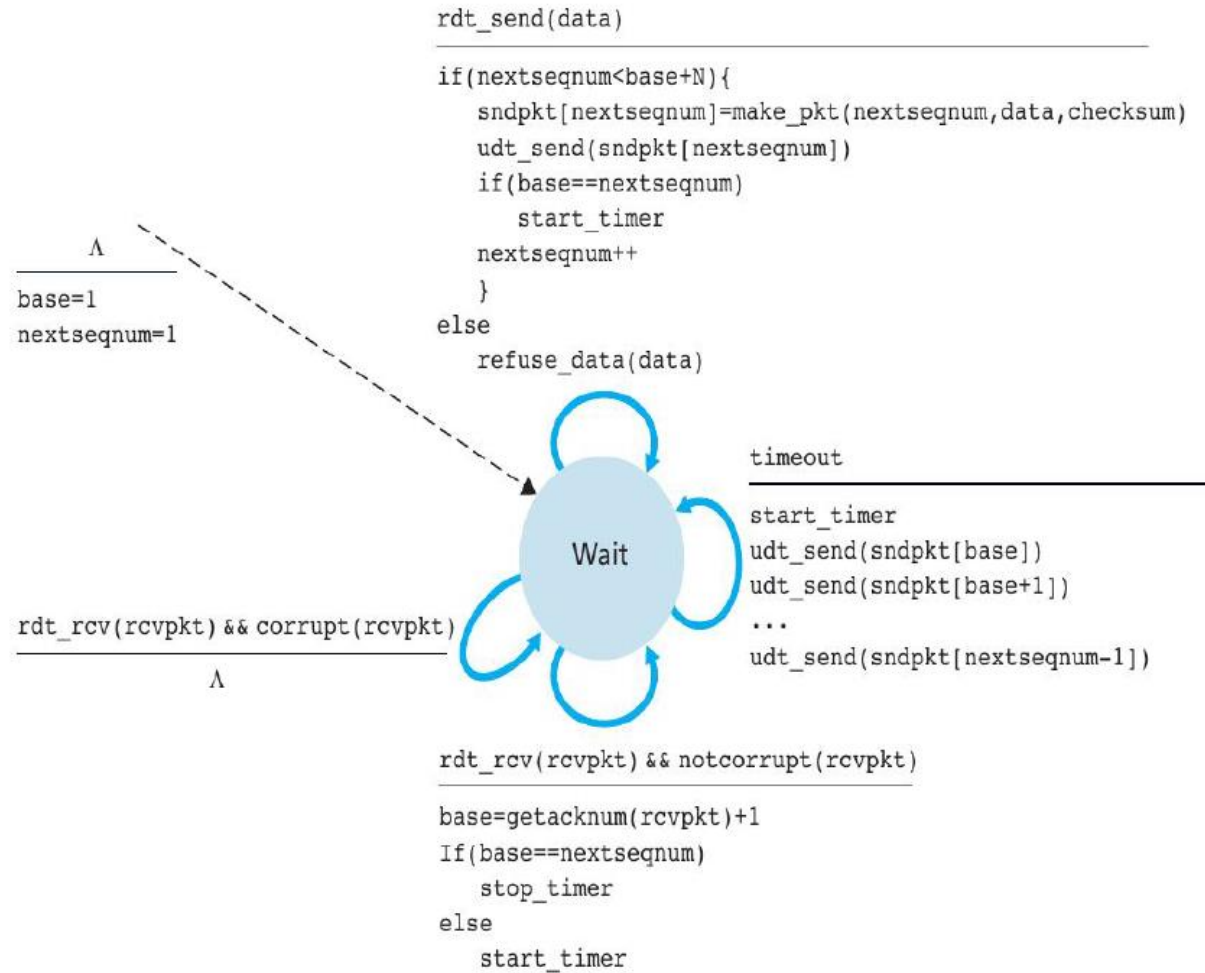 rdt_send(data)
if(nextseqnum<base+N){
sndpkt[nextseqnum]=make_pkt(nextseqnum,data,checksum)
udt_send(sndpkt[nextseqnum])
if(base==nextseqnum)
start_timer
nextseqnum++
}
else
refuse_data(data)
Λ
base=1
nextseqnum=1
Wait
timeout
start_timer
udt_send(sndpkt[base])
udt_send(sndpkt[base+1])
...
udt_send(sndpkt[nextseqnum-1])
rdt_rcv(rcvpkt) && corrupt(rcvpkt)
Λ
rdt_rcv(rcvpkt) && notcorrupt(rcvpkt)
base=getacknum(rcvpkt)+1
If(base==nextseqnum)
stop_timer
else
start_timer